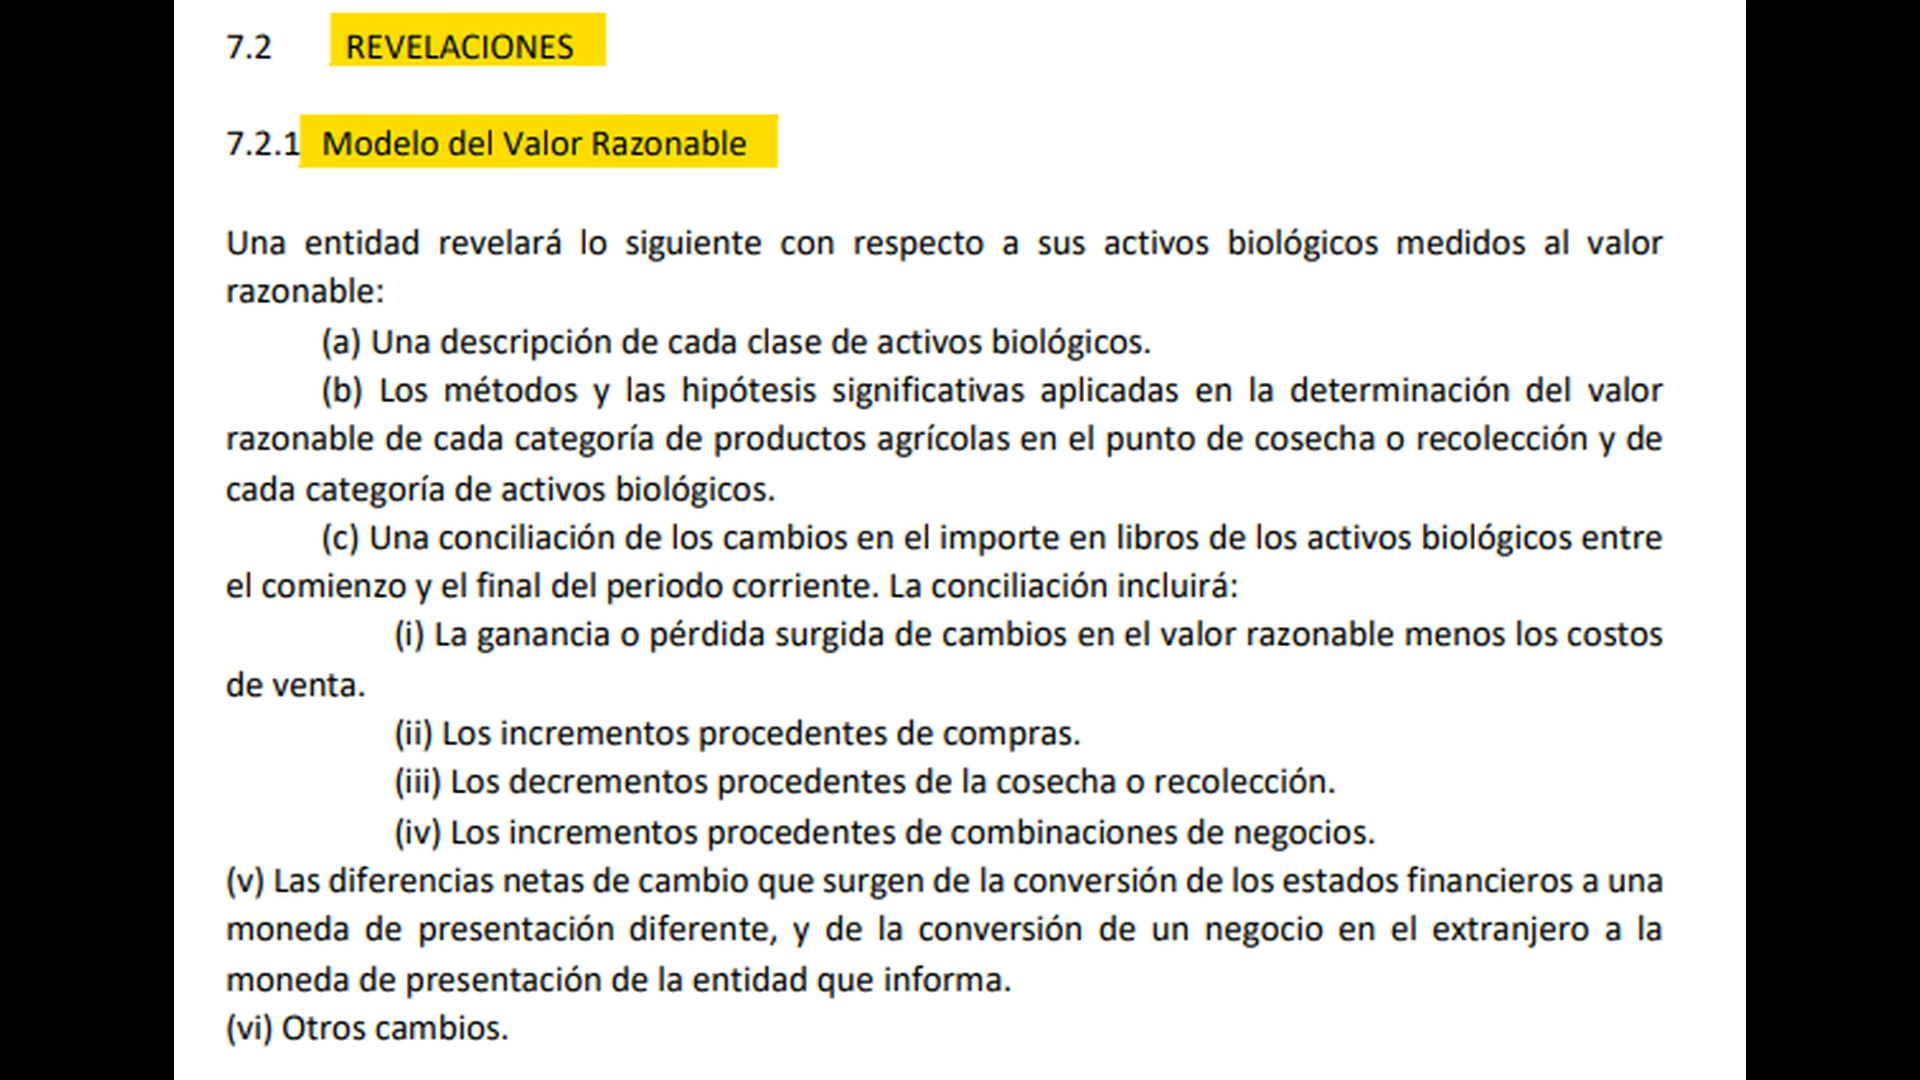 7.2 REVELACIONES
7.2.1 Modelo del Valor Razonable
Una entidad revelará lo siguiente con respecto a sus activos biológicos medidos al valor
razonable:
(a) Una descripción de cada clase de activos biológicos.
(b) Los métodos y las hipótesis significativas aplicadas en la determinación del valor
razonable de cada categoría de productos agrícolas en el punto de cosecha o recolección y de
cada categoría de activos biológicos.
(c) Una conciliación de los cambios en el importe en libros de los activos biológicos entre
el comienzo y el final del periodo corriente. La conciliación incluirá:
(i) La ganancia o pérdida surgida de cambios en el valor razonable menos los costos
de venta.
(ii) Los incrementos procedentes de compras.
(iii) Los decrementos procedentes de la cosecha o recolección.
(iv) Los incrementos procedentes de combinaciones de negocios.
(v) Las diferencias netas de cambio que surgen de la conversión de los estados financieros a una
moneda de presentación diferente, y de la conversión de un negocio en el extranjero a la
moneda de presentación de la entidad que informa.
(vi) Otros cambios.